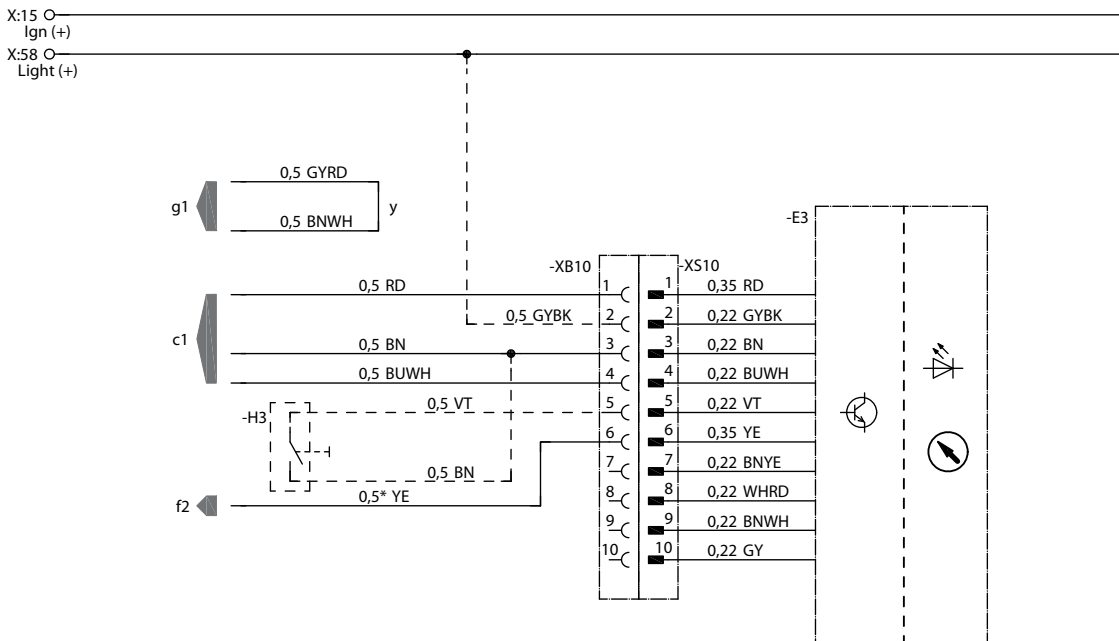 X:15
Ign (+)
X:58
Light (+)
0,5 GYRD
g1
y
0,5 BNWH
-E3
-XB10
-XS10
0,5 RD
1
1
0,35 RD
0,5 GYBK
2
2
0,22 GYBK
c1
0,5 BN
3
3
0,22 BN
0,5 BUWH
4
4
0,22 BUWH
-H3
0,5 VT
5
5
0,22 VT
6
6
0,35 YE
0,5 BN
7
7
0,22 BNYE
f2
0,5* YE
8
8
0,22 WHRD
9
9
0,22 BNWH
10
10
0,22 GY